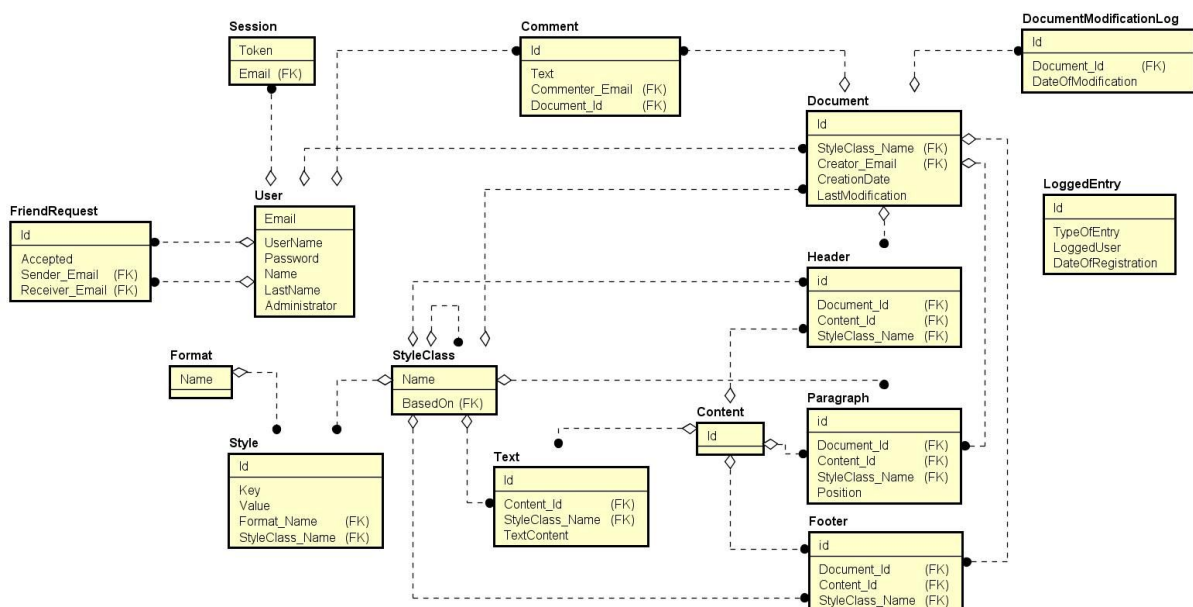 Session
Token
Email (FK)
Comment
Id
Text
Commenter_Email (FK)
Document_Id (FK)
DocumentModificationLog
Id
Document_Id (FK)
DateOfModification
Document
Id
StyleClass_Name (FK)
Creator_Email (FK)
CreationDate
LastModification
LoggedEntry
Id
TypeOfEntry
LoggedUser
DateOfRegistration
User
Email
UserName
Password
Name
LastName
Administrator
FriendRequest
Id
Accepted
Sender_Email (FK)
Receiver_Email (FK)
Header
id
Document_Id (FK)
Content_Id (FK)
StyleClass_Name (FK)
Format
Name
StyleClass
Name
BasedOn (FK)
Content
Id
Paragraph
id
Document_Id (FK)
Content_Id (FK)
StyleClass_Name (FK)
Position
Style
Id
Key
Value
Format_Name (FK)
StyleClass_Name (FK)
Text
Id
Content_Id (FK)
StyleClass_Name (FK)
TextContent
Footer
id
Document_Id (FK)
Content_Id (FK)
StyleClass_Name (FK)